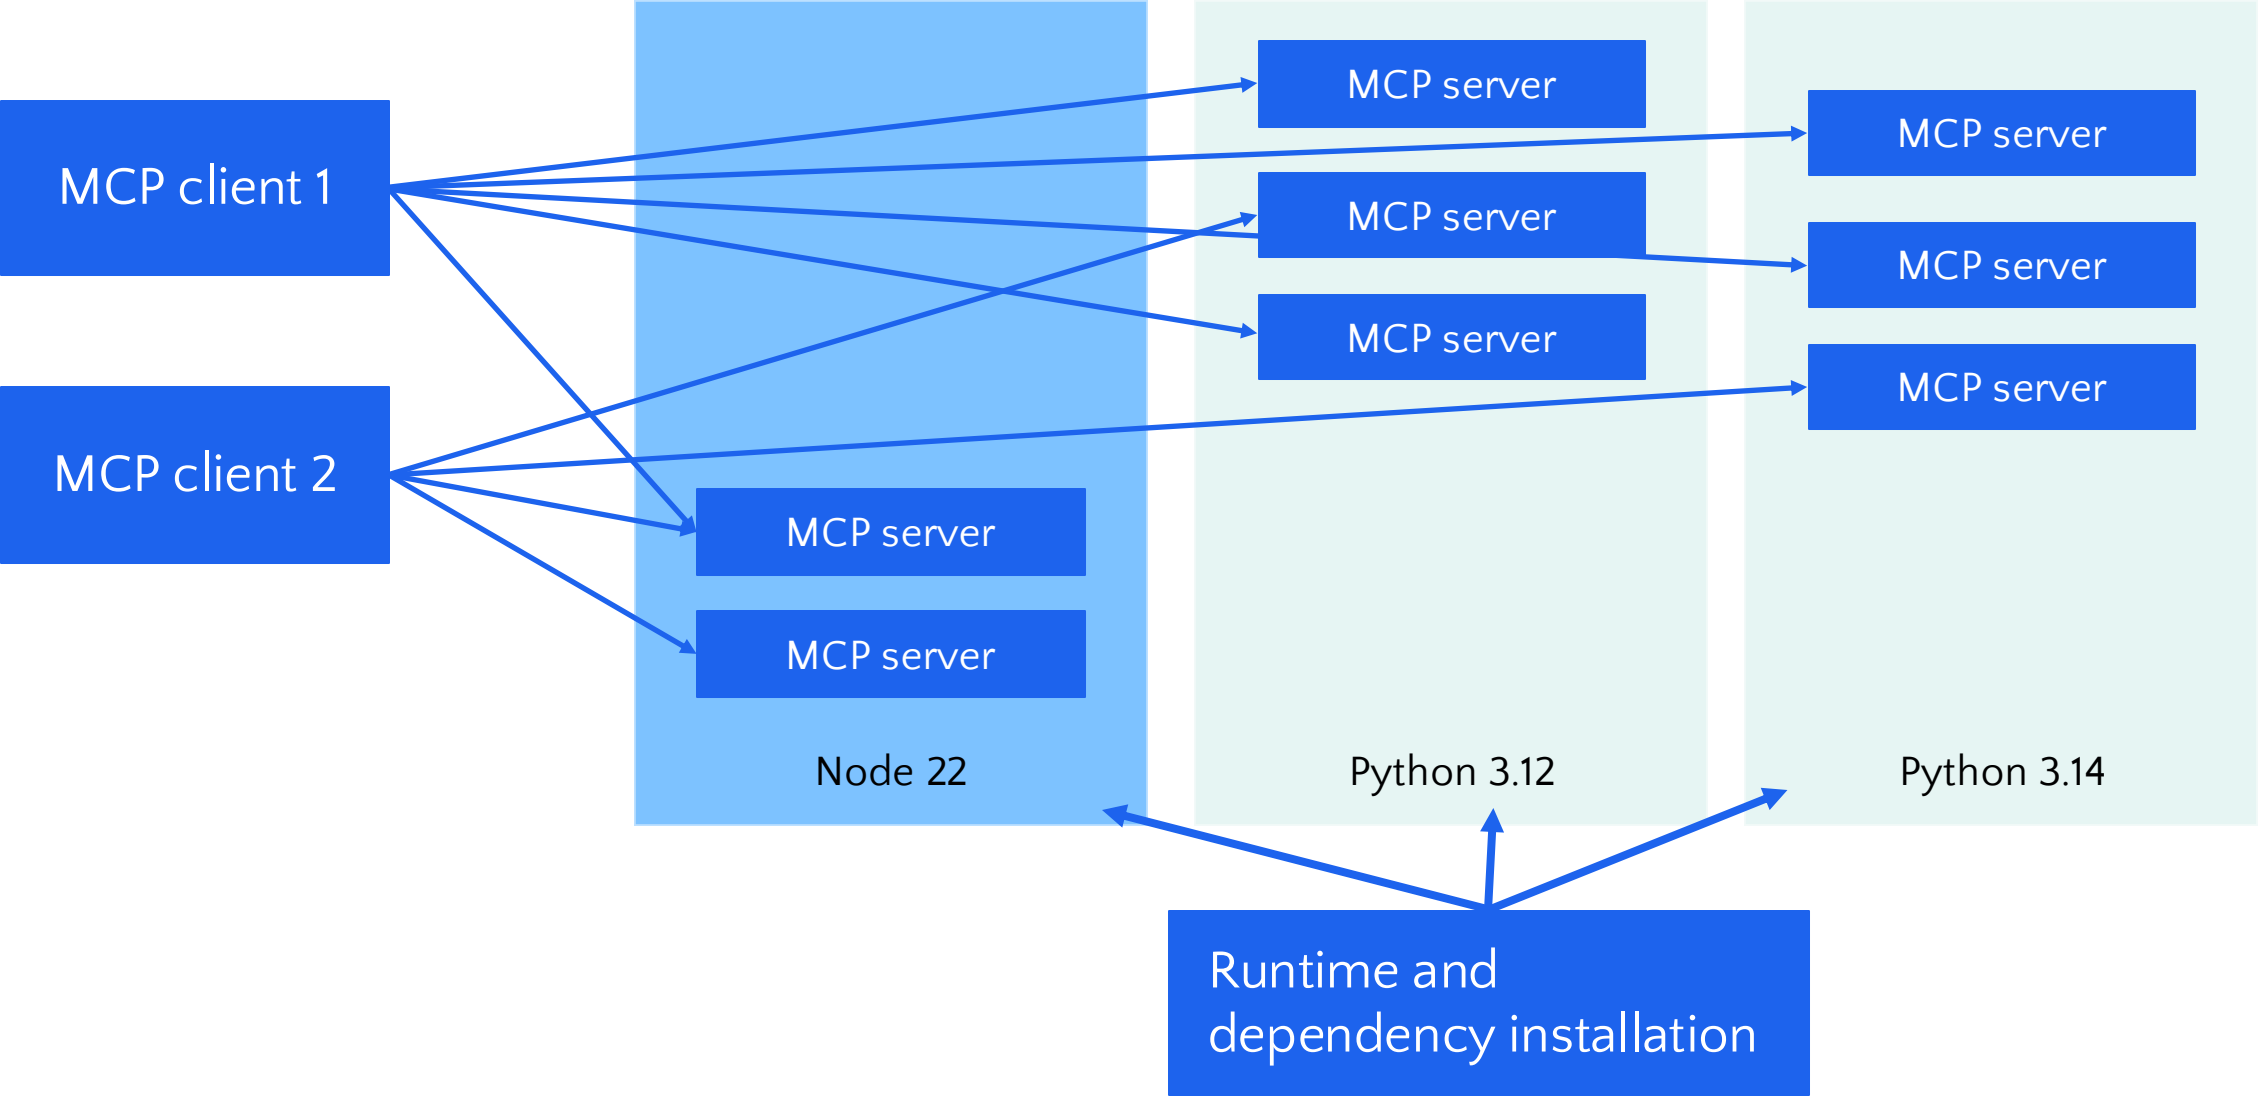 MCP client 1
MCP client 2
MCP server
MCP server
Node 22
MCP server
MCP server
MCP server
Python 3.12
MCP server
MCP server
MCP server
Python 3.14
Runtime and
dependency installation